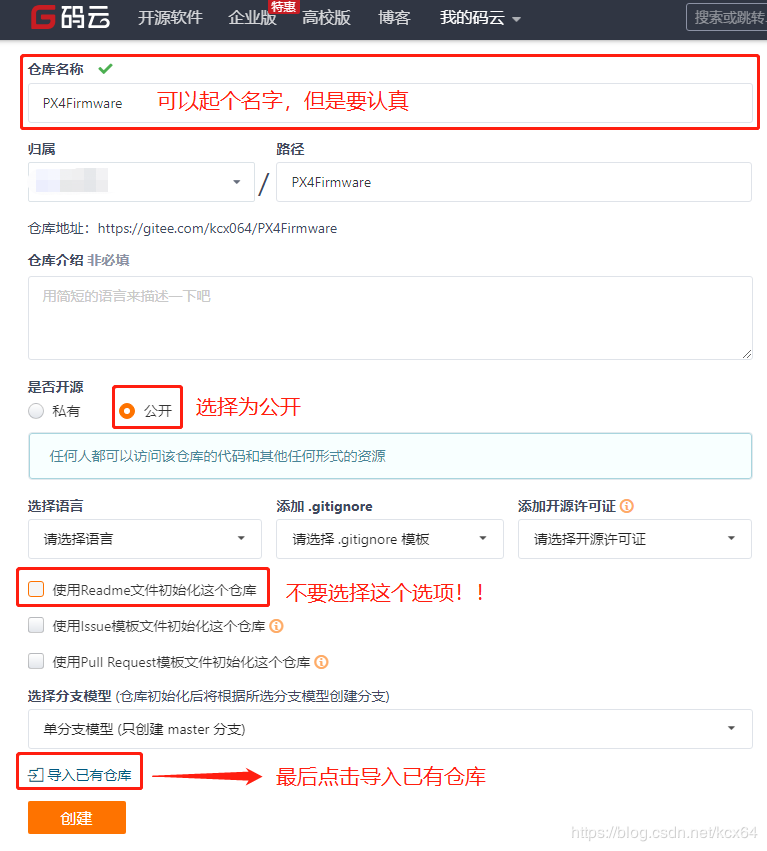 G码云 开源软件 企业版 特惠 高校版 博客 我的码云 搜索或跳转
仓库名称
PX4Firmware 可以起个名字，但是要认真
归属 路径
/ PX4Firmware
仓库地址：https://gitee.com/kcx064/PX4Firmware
仓库介绍 非必填
用简短的语言来描述一下吧
是否开源
私有 公开 选择为公开
任何人都可以访问该仓库的代码和其他任何形式的资源
选择语言 添加 .gitignore 添加开源许可证
请选择语言 请选择 .gitignore 模板 请选择开源许可证
使用Readme文件初始化这个仓库 不要选择这个选项！！
使用Issue模板文件初始化这个仓库
使用Pull Request模板文件初始化这个仓库
选择分支模型 (仓库初始化后将根据所选分支模型创建分支)
单分支模型 (只创建 master 分支)
导入已有仓库 最后点击导入已有仓库
创建
https://blog.csdn.net/kcx64